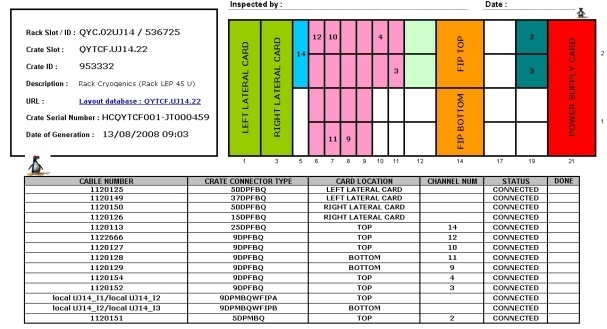 Inspected by : Date :
Rack Slot / ID : QYC.02UJ14 / 536725
Crate Slot : QYTCF.UJ14.22
Crate ID : 953332
Description : Rack Cryogenics (Rack LEP 45 U)
URL : Layout database : QYTCF.UJ14.22
Crate Serial Number : HCQYTCF001-JT000459
Date of Generation : 13/08/2008 09:03
LEFT LATERAL CARD
RIGHT LATERAL CARD
14
12 10 4
3
11 8 9
FIP TOP
FIP BOTTOM
2
3
POWER SUPPLY CARD
2
1
1 3 5 6 7 8 9 10 11 12 14 17 19 21
CABLE NUMBER CRATE CONNECTOR TYPE CARD LOCATION CHANNEL NUM STATUS DONE
1120125 50DPFBQ LEFT LATERAL CARD CONNECTED
1120149 37DPFBQ LEFT LATERAL CARD CONNECTED
1120150 50DPFBQ RIGHT LATERAL CARD CONNECTED
1120126 15DPFBQ RIGHT LATERAL CARD CONNECTED
1120113 25DPFBQ TOP 14 CONNECTED
1122666 9DPFBQ TOP 12 CONNECTED
1120127 9DPFBQ TOP 10 CONNECTED
1120128 9DPFBQ BOTTOM 11 CONNECTED
1120129 9DPFBQ BOTTOM 9 CONNECTED
1120154 9DPFBQ TOP 4 CONNECTED
1120152 9DPFBQ TOP 3 CONNECTED
local UJ14_I1/local UJ14_I2 9DPMBQWFIPA TOP CONNECTED
local UJ14_I2/local UJ14_I3 9DPMBQWFIPB BOTTOM CONNECTED
1120151 5DPMBQ TOP 2 CONNECTED